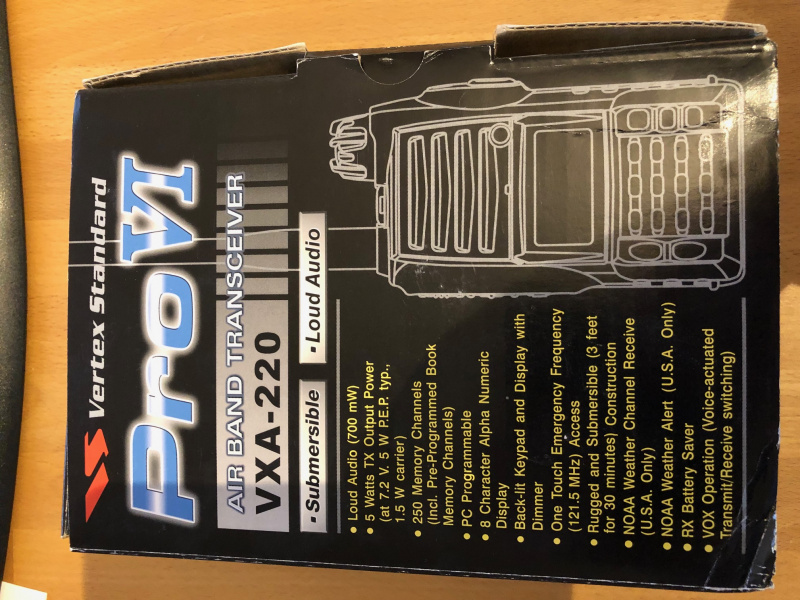 Vertex Standard
Pro VI
AIR BAND TRANSCEIVER
VXA-220
• Submersible
• Loud Audio
• Loud Audio (700 mW)
• 5 Watts TX Output Power
(at 7.2 V. 5 W P.E.P. typ.,
1.5 W carrier)
• 250 Memory Channels
(Incl. Pre-Programmed Book
Memory Channels)
• PC Programmable
• 8 Character Alpha Numeric
Display
• Back-lit Keypad and Display with
Dimmer
• One Touch Emergency Frequency
(121.5 MHz) Access
• Rugged and Submersible (3 feet
for 30 minutes) Construction
• NOAA Weather Channel Receive
(U.S.A. Only)
• NOAA Weather Alert (U.S.A. Only)
• RX Battery Saver
• VOX Operation (Voice-actuated
Transmit/Receive switching)